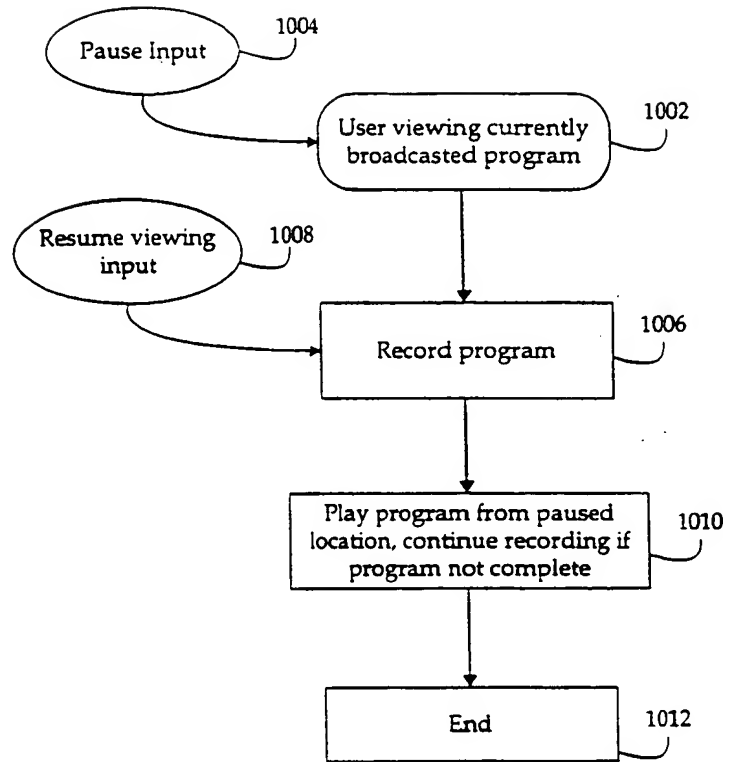 1004
Pause Input
1002
User viewing currently
broadcasted program
1008
Resume viewing
input
1006
Record program
1010
Play program from paused
location, continue recording if
program not complete
1012
End